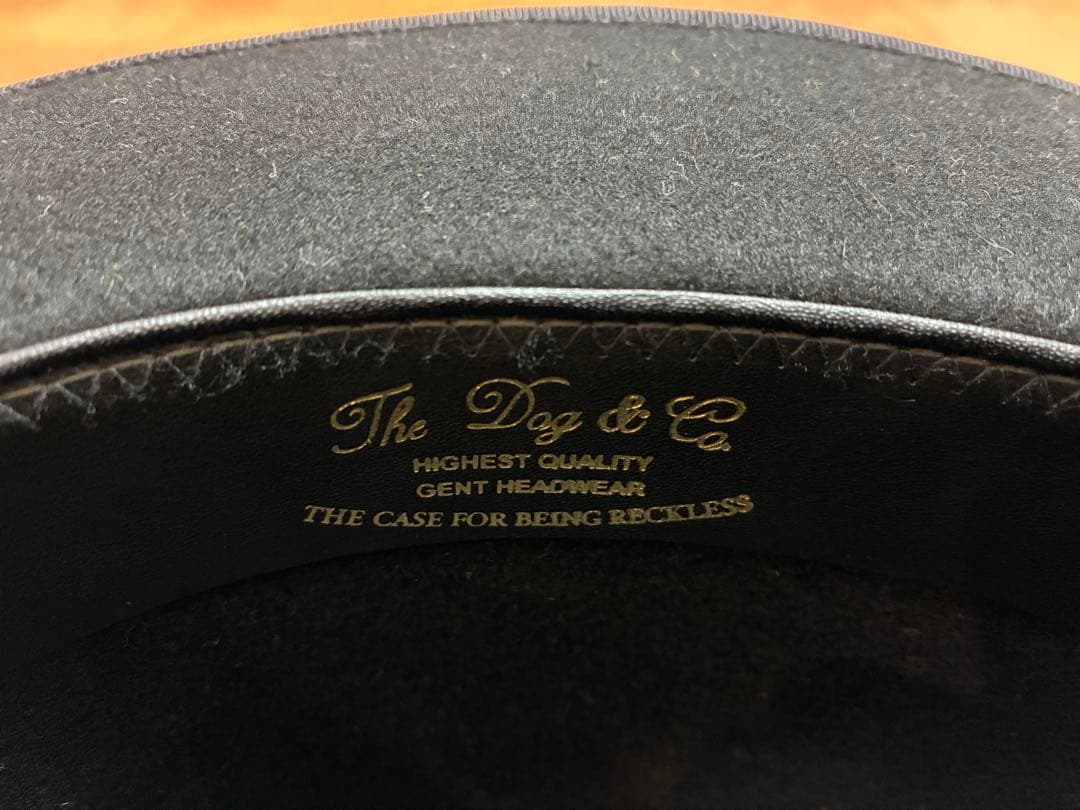 The Dog & Co.
HIGHEST QUALITY
GENT HEADWEAR
THE CASE FOR BEING RECKLESS